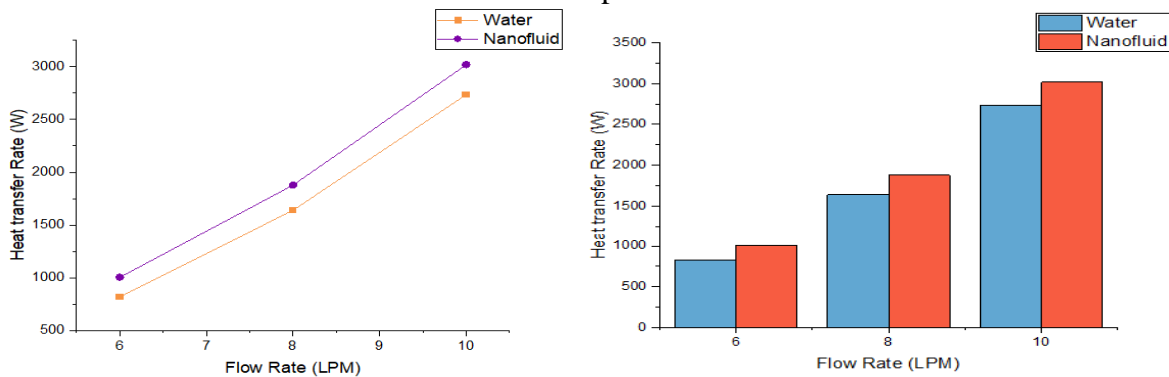 Water
Nanofluid
3000
2500
2000
1500
1000
500
Heat transfer Rate (W)
6 7 8 9 10
Flow Rate (LPM)
Water
Nanofluid
3500
3000
2500
2000
1500
1000
500
0
Heat transfer Rate (W)
6 8 10
Flow Rate (LPM)